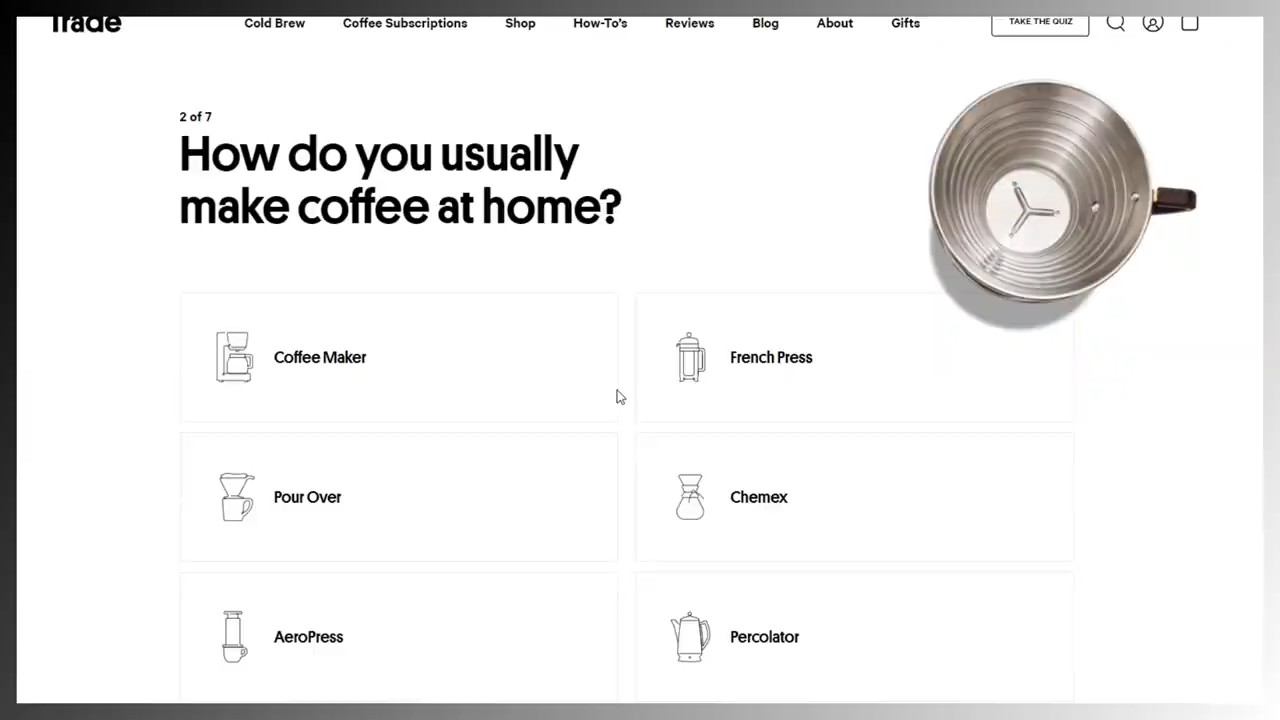 Trade
Cold Brew Coffee Subscriptions Shop How-To's Reviews Blog About Gifts TAKE THE QUIZ
2 of 7
How do you usually
make coffee at home?
Coffee Maker
French Press
Pour Over
Chemex
AeroPress
Percolator